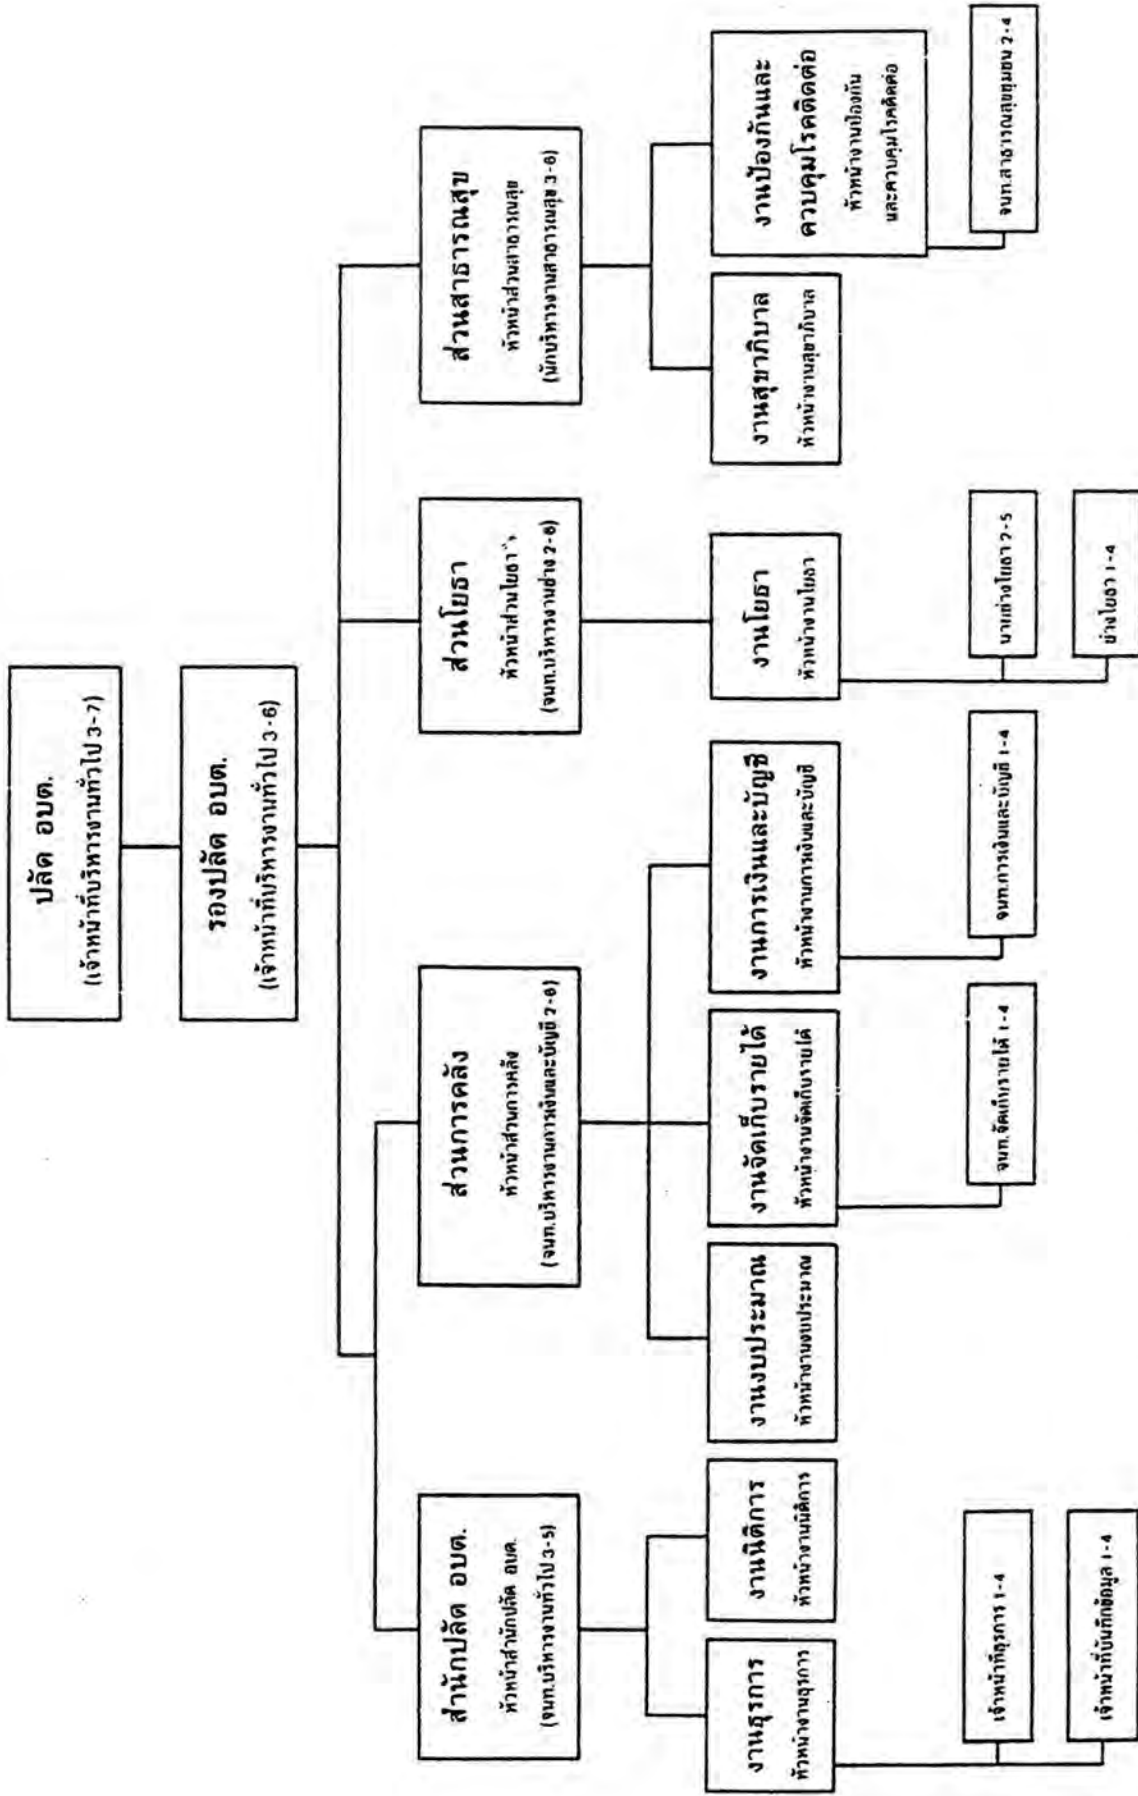 ปลัด อบต.
(เจ้าหน้าที่บริหารงานทั่วไป 3-7)
รองปลัด อบต.
(เจ้าหน้าที่บริหารงานทั่วไป 3-6)
สำนักปลัด อบต.
หัวหน้าสำนักปลัด อบต.
(จนท.บริหารงานทั่วไป 3-5)
ส่วนการคลัง
หัวหน้าส่วนการคลัง
(จนท.บริหารงานการเงินและบัญชี 2-6)
ส่วนโยธา
หัวหน้าส่วนโยธา
(จนท.บริหารงานช่าง 2-6)
ส่วนสาธารณสุข
หัวหน้าส่วนสาธารณสุข
(นักบริหารงานสาธารณสุข 3-6)
งานธุรการ
หัวหน้างานธุรการ
งานนิติการ
หัวหน้างานนิติการ
งานงบประมาณ
หัวหน้างานงบประมาณ
งานจัดเก็บรายได้
หัวหน้างานจัดเก็บรายได้
งานการเงินและบัญชี
หัวหน้างานการเงินและบัญชี
งานโยธา
หัวหน้างานโยธา
งานสุขาภิบาล
หัวหน้างานสุขาภิบาล
งานป้องกันและ
ควบคุมโรคติดต่อ
หัวหน้างานป้องกัน
และควบคุมโรคติดต่อ
เจ้าหน้าที่ธุรการ 1-4
เจ้าหน้าที่บันทึกข้อมูล 1-4
จนท.จัดเก็บรายได้ 1-4
จนท.การเงินและบัญชี 1-4
นายช่างโยธา 2-5
ช่างโยธา 1-4
จนท.สาธารณสุขชุมชน 2-4